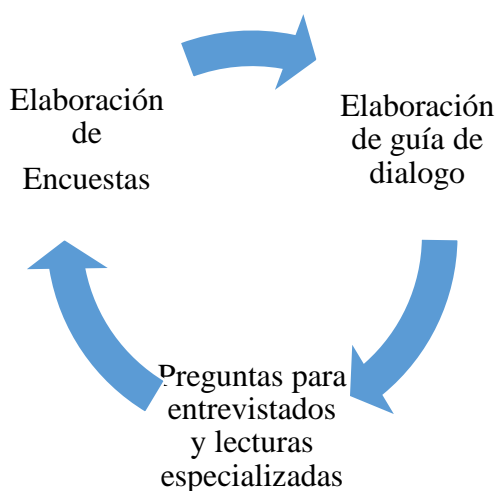 Elaboración
de
Encuestas
Elaboración
de guía de
dialogo
Preguntas para
entrevistados
y lecturas
especializadas